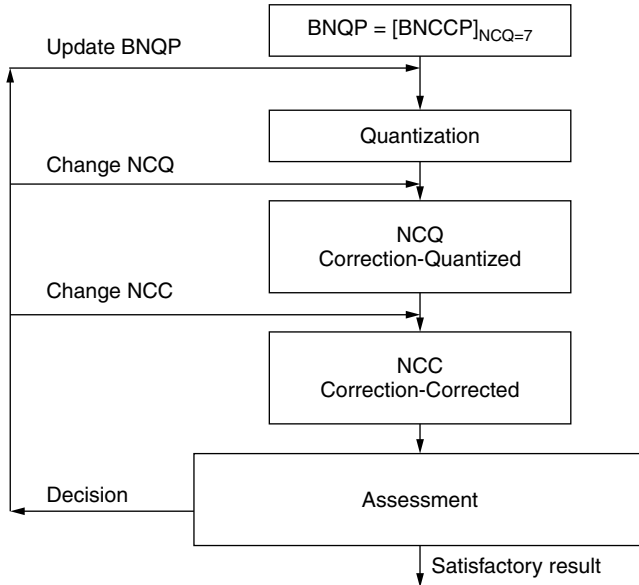 BNQP = [BNCCP]NCQ=7
Update BNQP
Quantization
Change NCQ
NCQ
Correction-Quantized
Change NCC
NCC
Correction-Corrected
Decision
Assessment
Satisfactory result